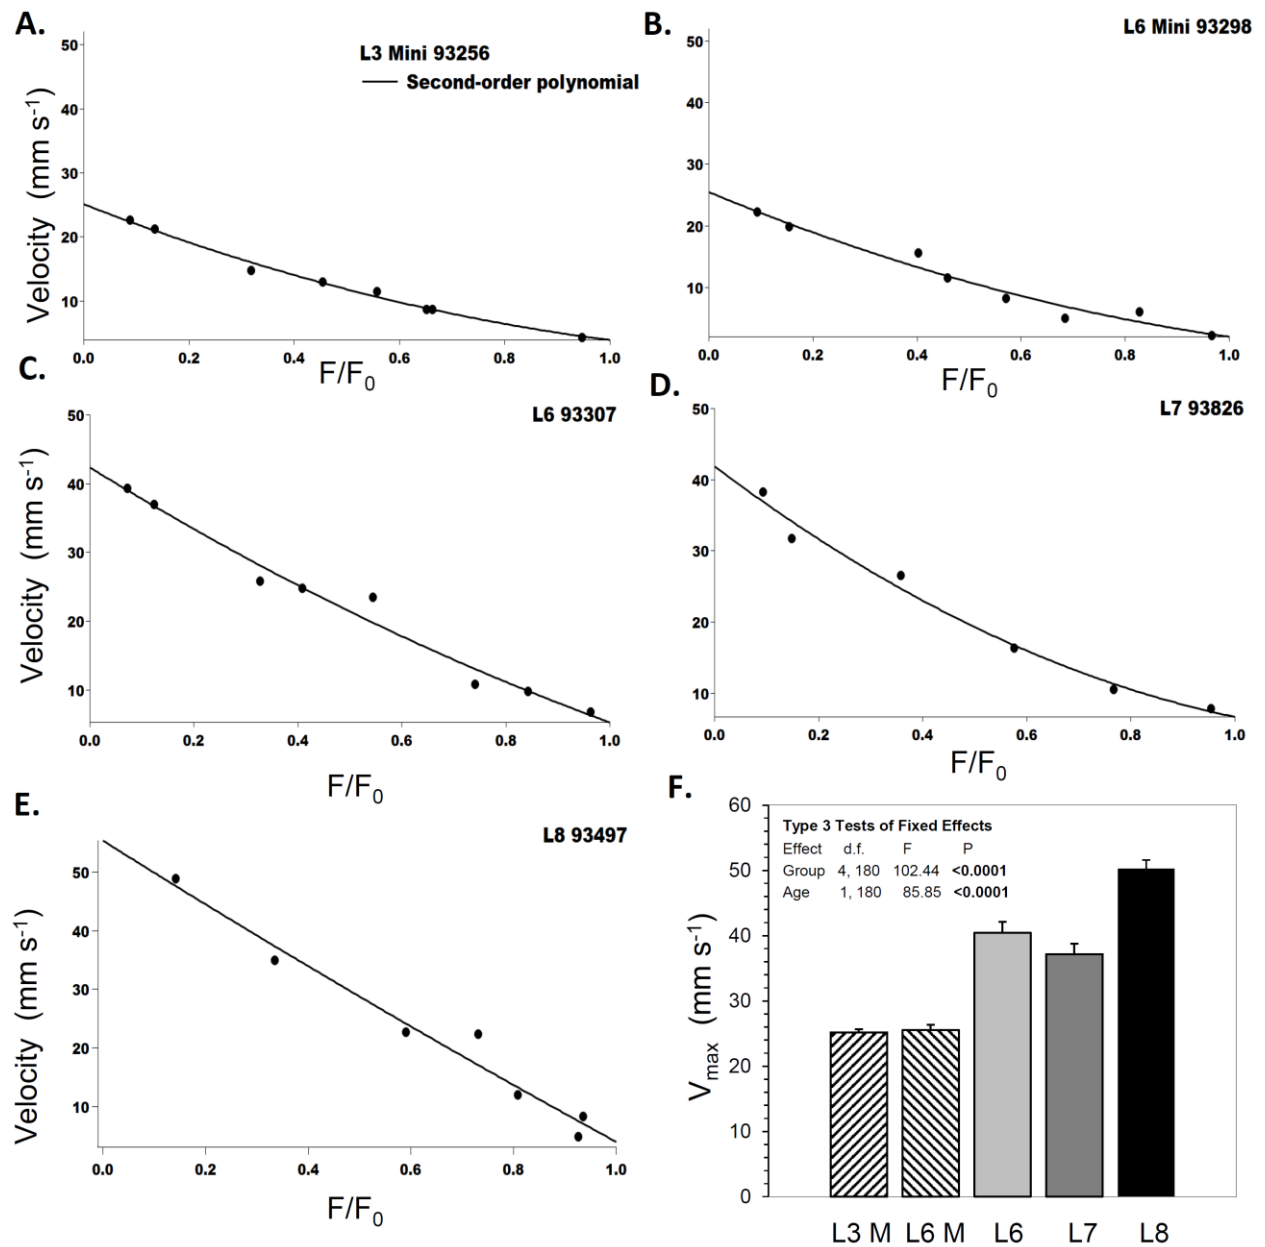 A.
L3 Mini 93256
Second-order polynomial
50
40
30
20
10
Velocity (mm s-1)
0.0 0.2 0.4 0.6 0.8 1.0
F/F0
B.
L6 Mini 93298
50
40
30
20
10
0.0 0.2 0.4 0.6 0.8 1.0
F/F0
C.
L6 93307
50
40
30
20
10
Velocity (mm s-1)
0.0 0.2 0.4 0.6 0.8 1.0
F/F0
D.
L7 93826
50
40
30
20
10
0.0 0.2 0.4 0.6 0.8 1.0
F/F0
E.
L8 93497
50
40
30
20
10
Velocity (mm s-1)
0.0 0.2 0.4 0.6 0.8 1.0
F/F0
F.
60
50
40
30
20
10
0
Vmax (mm s-1)
Type 3 Tests of Fixed Effects
Effect d.f. F P
Group 4, 180 102.44 <0.0001
Age 1, 180 85.85 <0.0001
L3 M L6 M L6 L7 L8